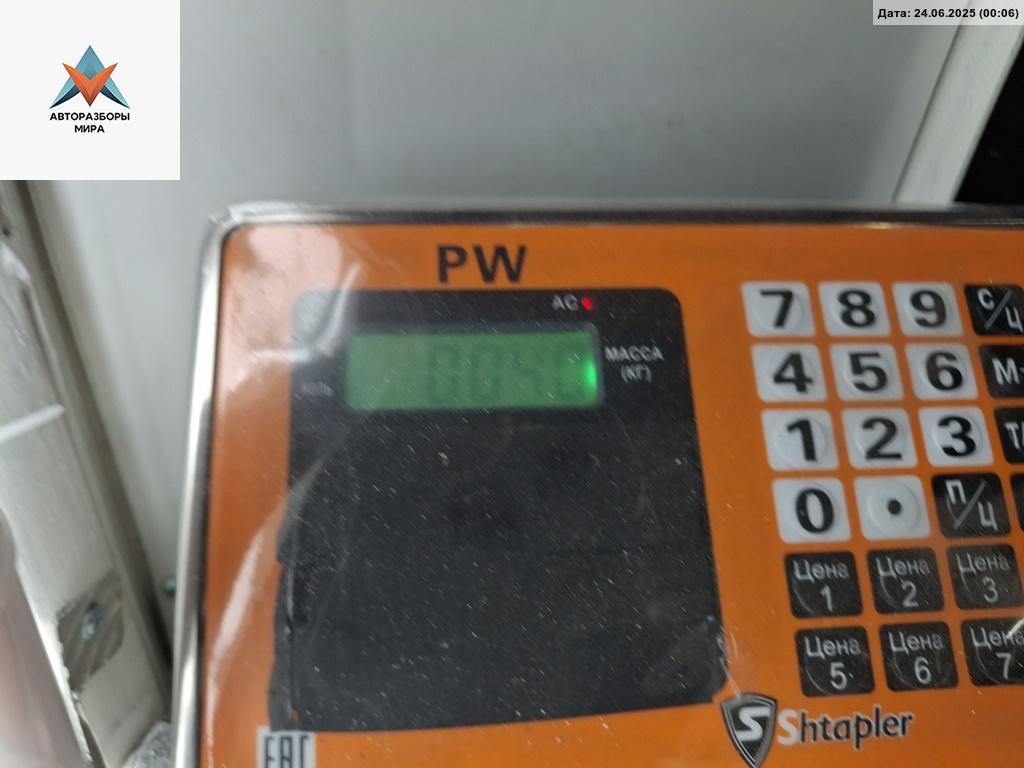 Дата: 24.06.2025 (00:06)
АВТОРАЗБОРЫ
МИРА
PW
AC
МАССА
(КГ)
7 8 9 С/Ц
4 5 6
1 2 3
0 . П/Ц
Цена 1 Цена 2 Цена 3
Цена 5 Цена 6 Цена 7
S Shtapler
EAC